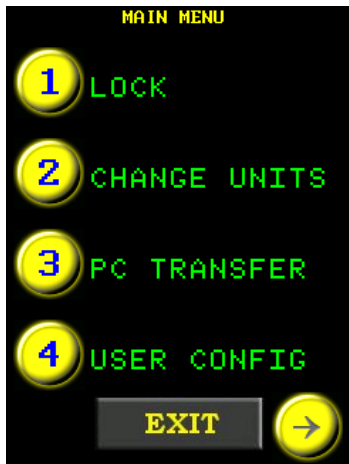 MAIN MENU
1 LOCK
2 CHANGE UNITS
3 PC TRANSFER
4 USER CONFIG
EXIT →